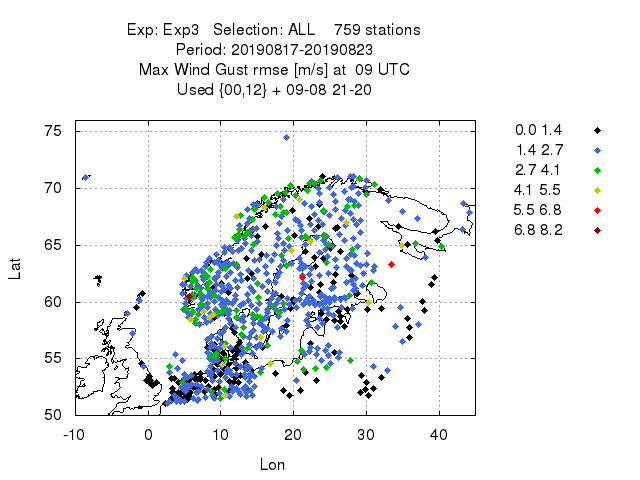 Exp: Exp3 Selection: ALL 759 stations
Period: 20190817-20190823
Max Wind Gust rmse [m/s] at 09 UTC
Used {00,12} + 09-08 21-20
0.0 1.4
1.4 2.7
2.7 4.1
4.1 5.5
5.5 6.8
6.8 8.2
75
70
65
60
55
50
Lat
-10 0 10 20 30 40
Lon